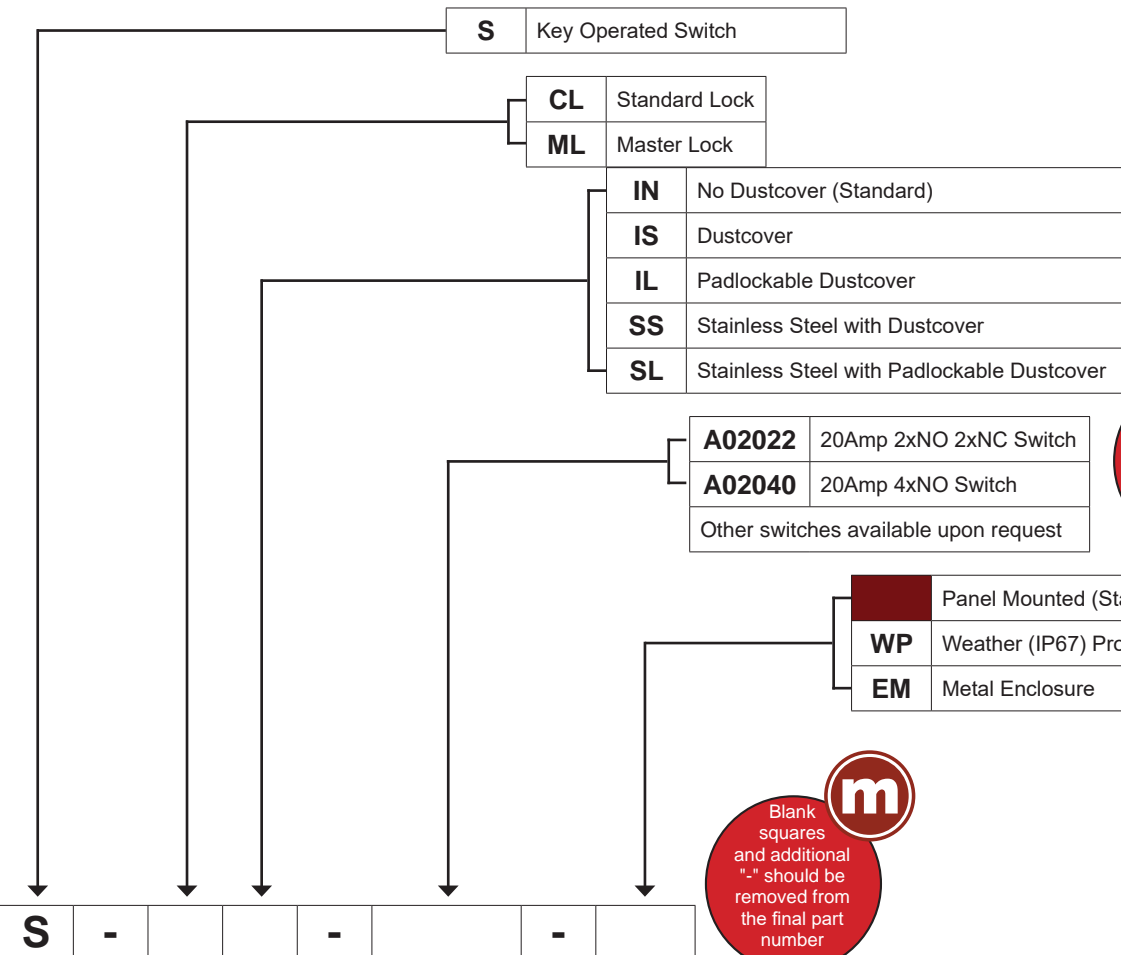 S Key Operated Switch
CL Standard Lock
ML Master Lock
IN No Dustcover (Standard)
IS Dustcover
IL Padlockable Dustcover
SS Stainless Steel with Dustcover
SL Stainless Steel with Padlockable Dustcover
A02022 20Amp 2xNO 2xNC Switch
A02040 20Amp 4xNO Switch
Other switches available upon request
Panel Mounted
WP Weather (IP67)
EM Metal Enclosure
m
Blank
squares
and additional
"-" should be
removed from
the final part
number
S - - -